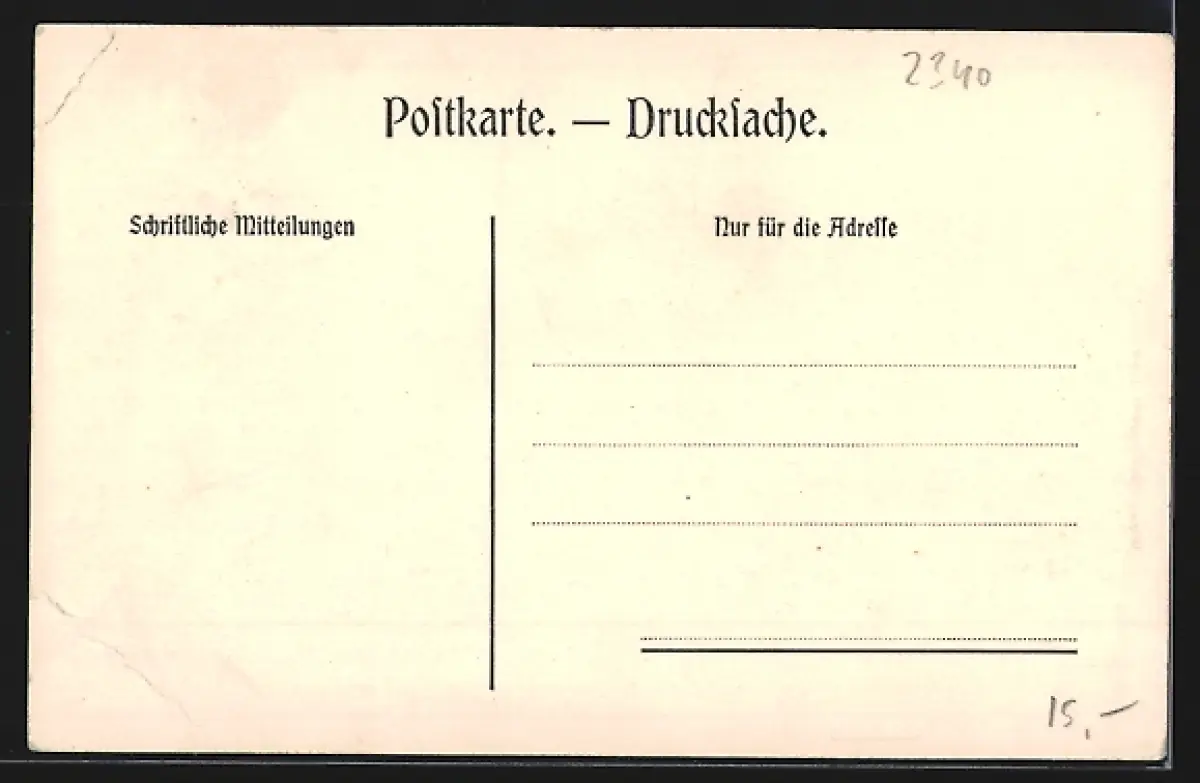 2340
Poſtkarte. — Druckſache.
Schriftliche Mitteilungen
Nur für die Adreſſe
15,—